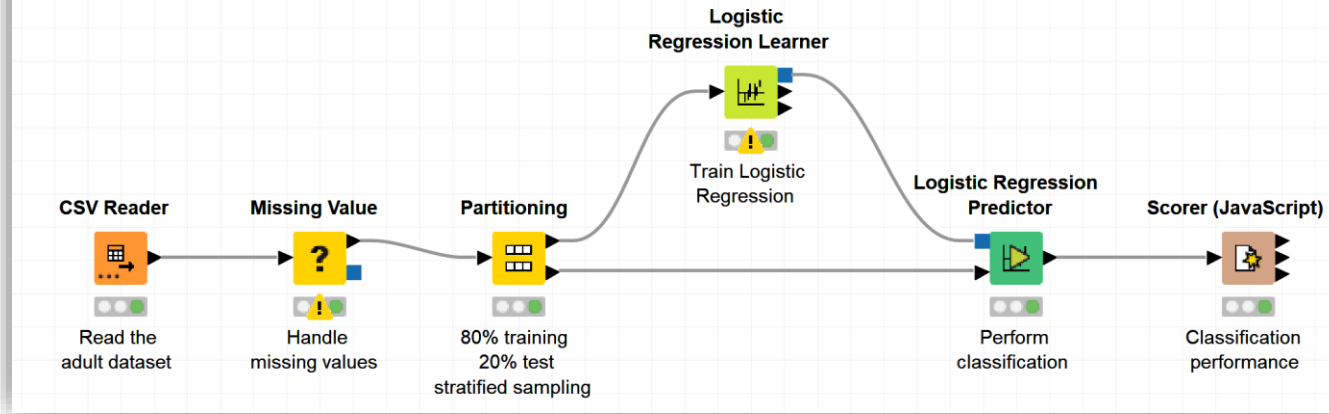 Logistic
Regression Learner
Train Logistic
Regression
CSV Reader
Read the
adult dataset
Missing Value
?
Handle
missing values
Partitioning
80% training
20% test
stratified sampling
Logistic Regression
Predictor
Perform
classification
Scorer (JavaScript)
Classification
performance